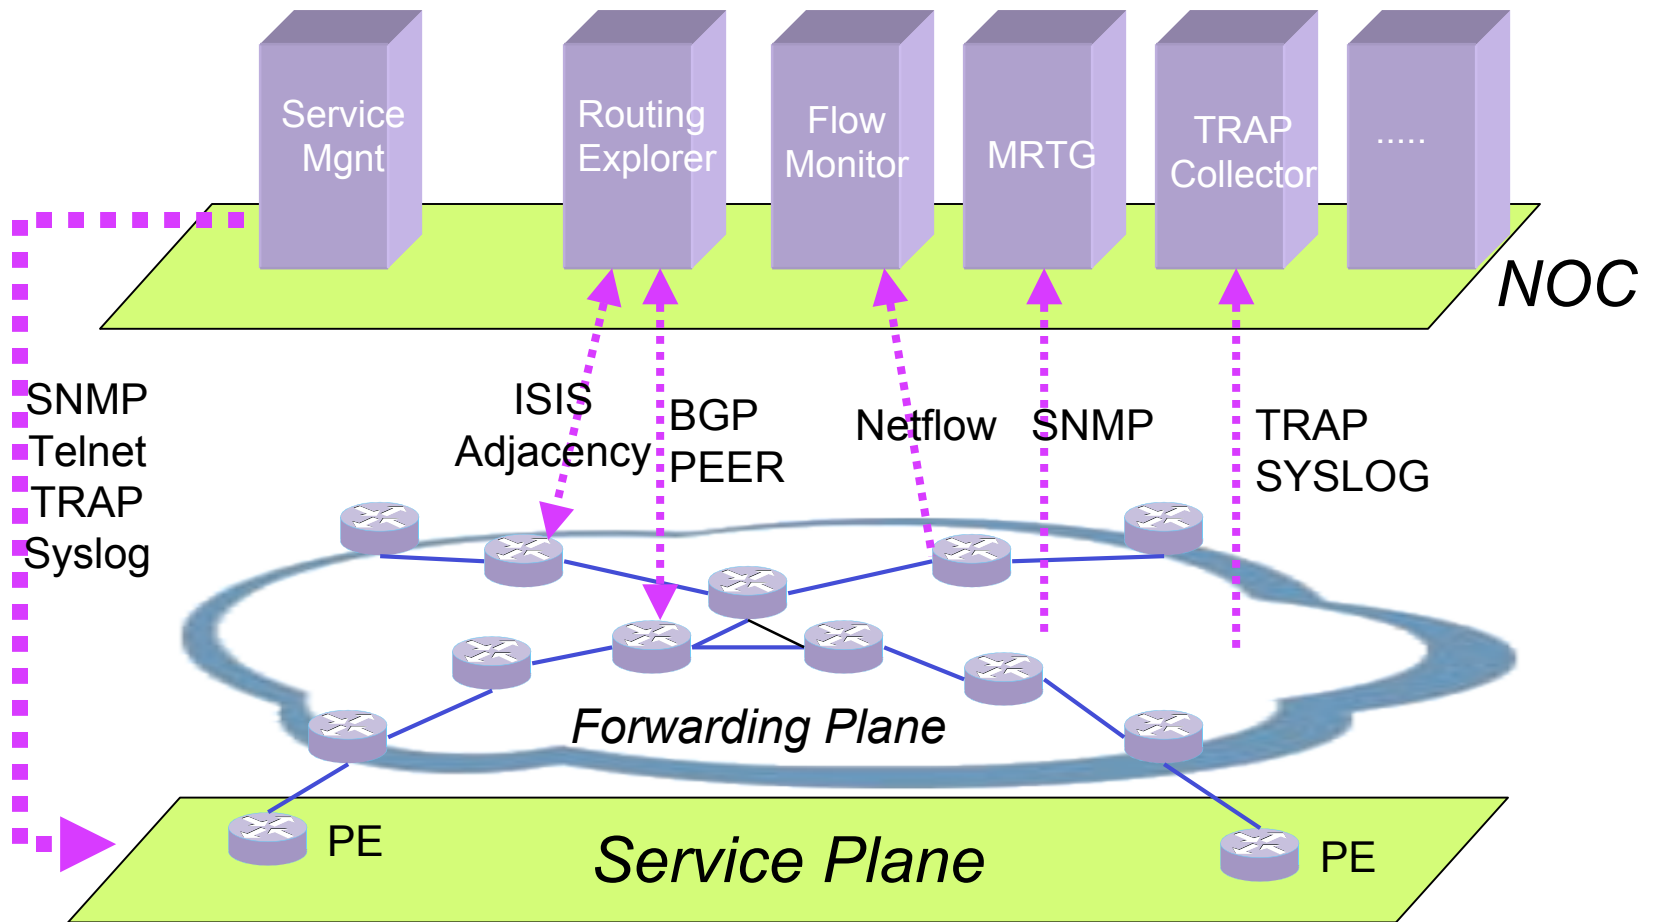 Service
Mgnt
Routing
Explorer
Flow
Monitor
MRTG
TRAP
Collector
.....
NOC
SNMP
Telnet
TRAP
Syslog
ISIS
Adjacency
BGP
PEER
Netflow
SNMP
TRAP
SYSLOG
Forwarding Plane
PE
Service Plane
PE